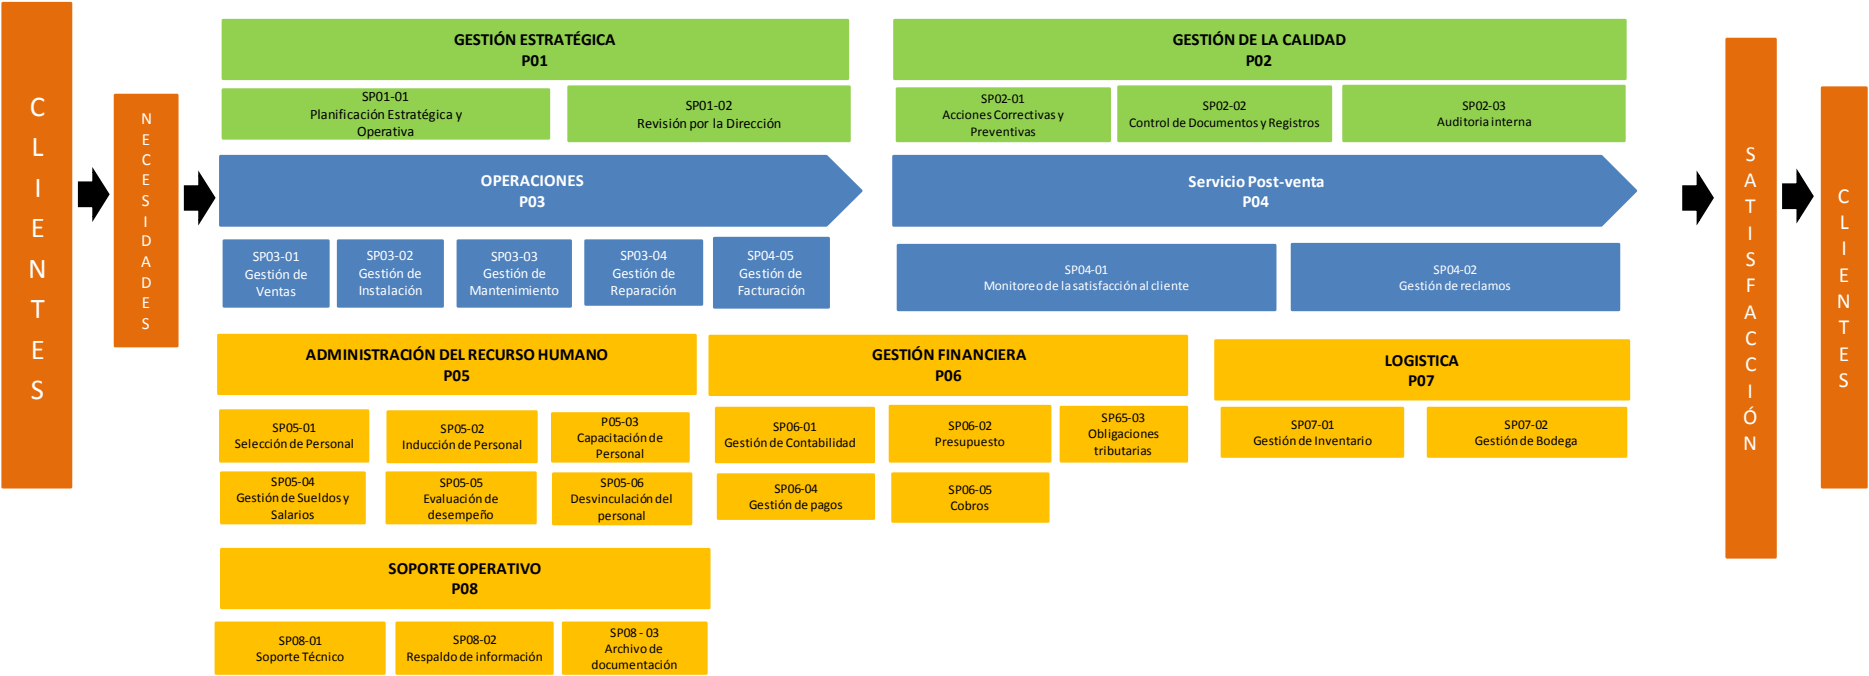 CLIENTES
NECESIDADES
GESTIÓN ESTRATÉGICA
P01
GESTIÓN DE LA CALIDAD
P02
SP01-01
Planificación Estratégica y
Operativa
SP01-02
Revisión por la Dirección
SP02-01
Acciones Correctivas y
Preventivas
SP02-02
Control de Documentos y Registros
SP02-03
Auditoria interna
OPERACIONES
P03
Servicio Post-venta
P04
SP03-01
Gestión de
Ventas
SP03-02
Gestión de
Instalación
SP03-03
Gestión de
Mantenimiento
SP03-04
Gestión de
Reparación
SP04-05
Gestión de
Facturación
SP04-01
Monitoreo de la satisfacción al cliente
SP04-02
Gestión de reclamos
ADMINISTRACIÓN DEL RECURSO HUMANO
P05
GESTIÓN FINANCIERA
P06
LOGISTICA
P07
SP05-01
Selección de Personal
SP05-02
Inducción de Personal
P05-03
Capacitación de
Personal
SP06-01
Gestión de Contabilidad
SP06-02
Presupuesto
SP65-03
Obligaciones
tributarias
SP07-01
Gestión de Inventario
SP07-02
Gestión de Bodega
SP05-04
Gestión de Sueldos y
Salarios
SP05-05
Evaluación de
desempeño
SP05-06
Desvinculación del
personal
SP06-04
Gestión de pagos
SP06-05
Cobros
SOPORTE OPERATIVO
P08
SP08-01
Soporte Técnico
SP08-02
Respaldo de información
SP08 - 03
Archivo de
documentación
SATISFACCIÓN
CLIENTES